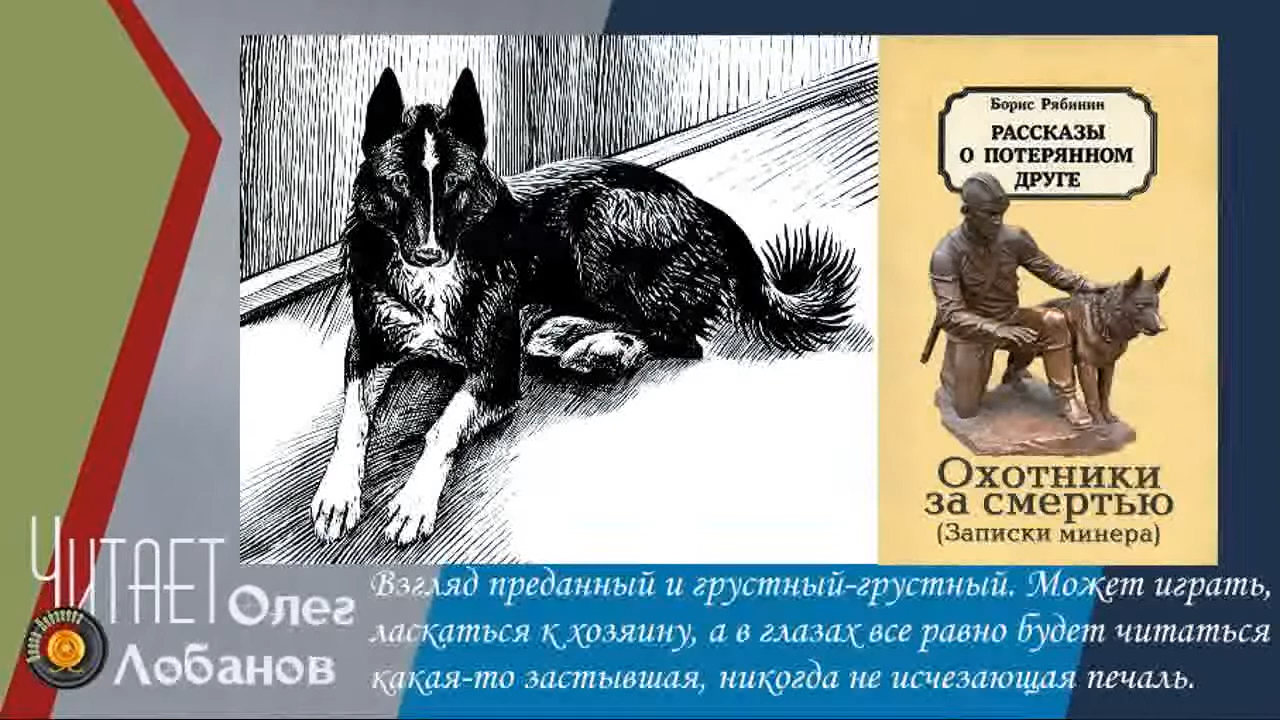 Борис Рябинин
РАССКАЗЫ
О ПОТЕРЯННОМ
ДРУГЕ
Охотники
за смертью
(Записки минера)
Читает
Олег
Лобанов
Взгляд преданный и грустный-грустный. Может играть,
ласкаться к хозяину, а в глазах все равно будет читаться
какая-то застывшая, никогда не исчезающая печаль.